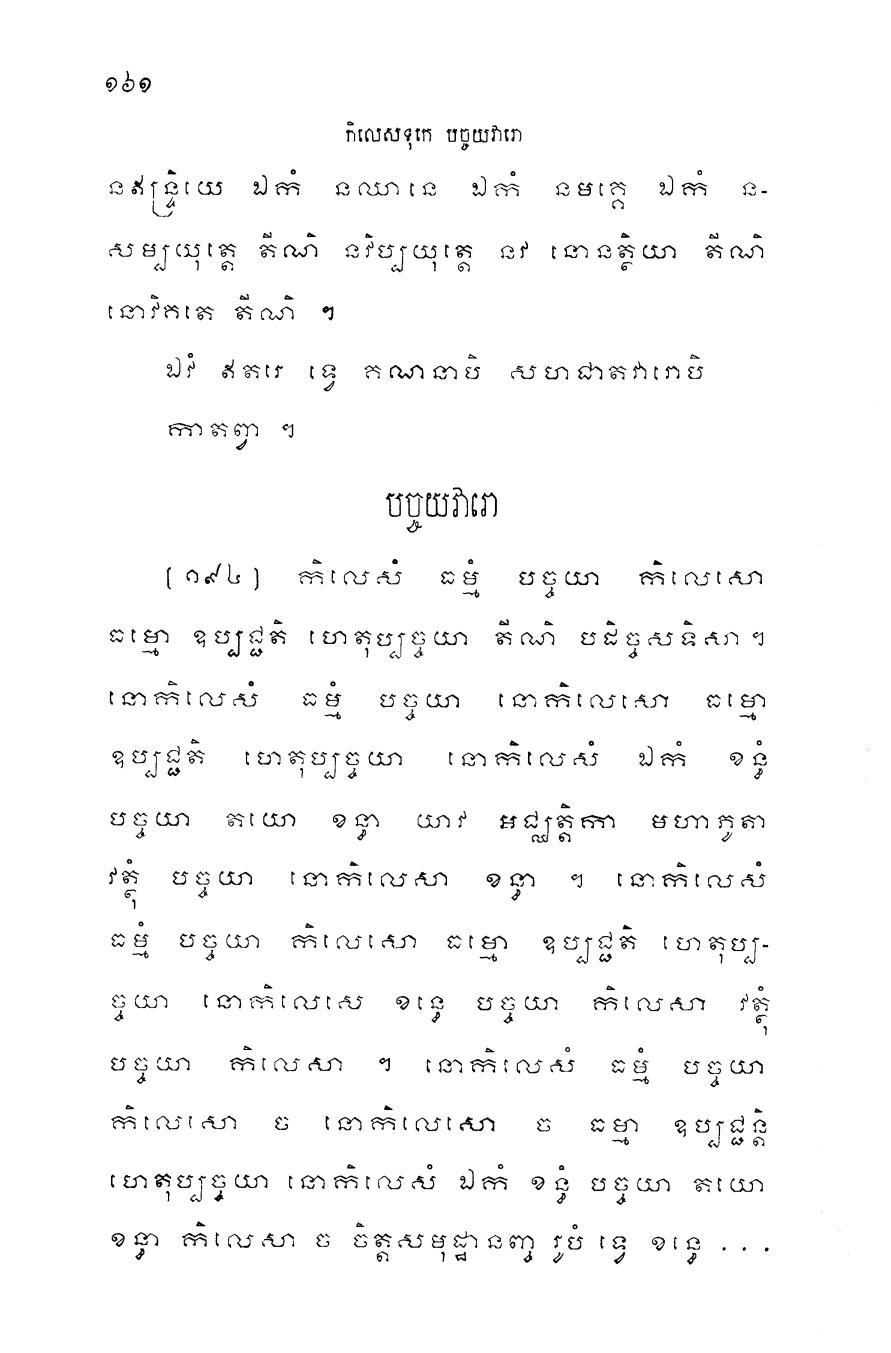 ១៦១
កិលេសទុកេ បច្ចយវារោ
នឥន្ទ្រិយេ ឯកំ នឈានេ ឯកំ នមគ្គេ ឯកំ ន-
សម្បយុត្តេ តីណិ នវិប្បយុត្តេ នវ នោនត្ថិយា តីណិ
នោវិគតេ តីណិ ។
ឯវំ ឥតរេ ទ្វេ គណនាបិ សហជាតវារោបិ
កាតព្វា ។
បច្ចយវារោ
[១៩៤] កិលេសំ ធម្មំ បច្ចយា កិលេសោ
ធម្មោ ឧប្បជ្ជតិ ហេតុប្បច្ចយា តីណិ បដិច្ចសទិសា ។
នោកិលេសំ ធម្មំ បច្ចយា នោកិលេសោ ធម្មោ
ឧប្បជ្ជតិ ហេតុប្បច្ចយា នោកិលេសំ ឯកំ ខន្ធំ
បច្ចយា តយោ ខន្ធា យាវ អជ្ឈត្តិកា មហាភូតា
វត្ថុំ បច្ចយា នោកិលេសា ខន្ធា ។ នោកិលេសំ
ធម្មំ បច្ចយា កិលេសោ ធម្មោ ឧប្បជ្ជតិ ហេតុប្ប-
ច្ចយា នោកិលេសេ ខន្ធេ បច្ចយា កិលេសា វត្ថុំ
បច្ចយា កិលេសា ។ នោកិលេសំ ធម្មំ បច្ចយា
កិលេសោ ច នោកិលេសោ ច ធម្មា ឧប្បជ្ជន្តិ
ហេតុប្បច្ចយា នោកិលេសំ ឯកំ ខន្ធំ បច្ចយា តយោ
ខន្ធា កិលេសា ច ចិត្តសមុដ្ឋានញ្ច រូបំ ទ្វេ ខន្ធេ . . .